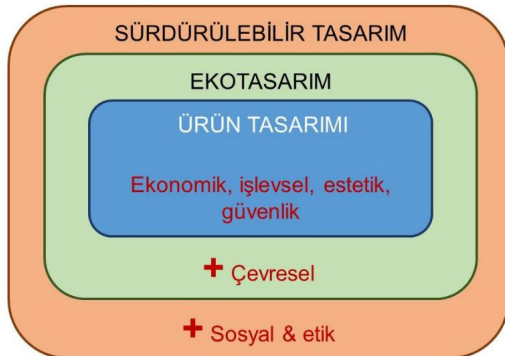 SÜRDÜRÜLEBİLİR TASARIM
EKOTASARIM
ÜRÜN TASARIMI
Ekonomik, işlevsel, estetik,
güvenlik
+ Çevresel
+ Sosyal & etik